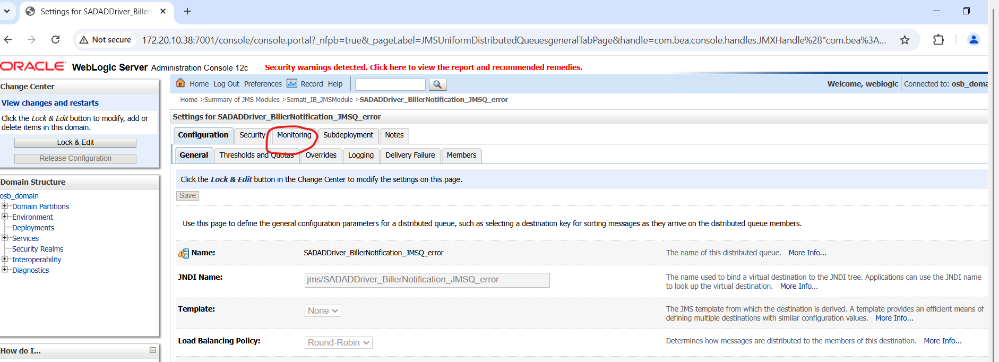 Settings for SADADDriver_Biller
Not secure
172.20.10.38:7001/console/console.portal?_nfpb=true&_pageLabel=JMSUniformDistributedQueuesgeneralTabPage&handle=com.bea.console.handles.JMXHandle%28"com.bea%3A...
ORACLE WebLogic Server Administration Console 12c
Security warnings detected. Click here to view the report and recommended remedies.
Change Center
View changes and restarts
Click the Lock & Edit button to modify, add or
delete items in this domain.
Lock & Edit
Release Configuration
Domain Structure
osb_domain
Domain Partitions
Environment
Deployments
Services
Security Realms
Interoperability
Diagnostics
How do I...
Home Log Out Preferences Record Help
Welcome, weblogic Connected to: osb_doma
Home >Summary of JMS Modules >Semati_IB_JMSModule >SADADDriver_BillerNotification_JMSQ_error
Settings for SADADDriver_BillerNotification_JMSQ_error
Configuration Security Monitoring Subdeployment Notes
General Thresholds and Quotas Overrides Logging Delivery Failure Members
Click the Lock & Edit button in the Change Center to modify the settings on this page.
Save
Use this page to define the general configuration parameters for a distributed queue, such as selecting a destination key for sorting messages as they arrive on the distributed queue members.
Name: SADADDriver_BillerNotification_JMSQ_error The name of this distributed queue. More Info...
JNDI Name: jms/SADADDriver_BillerNotification_JMSQ_error The name used to bind a virtual destination to the JNDI tree. Applications can use the JNDI name
to look up the virtual destination. More Info...
Template: None The JMS template from which the destination is derived. A template provides an efficient means of
defining multiple destinations with similar configuration values. More Info...
Load Balancing Policy: Round-Robin Determines how messages are distributed to the members of this destination. More Info...